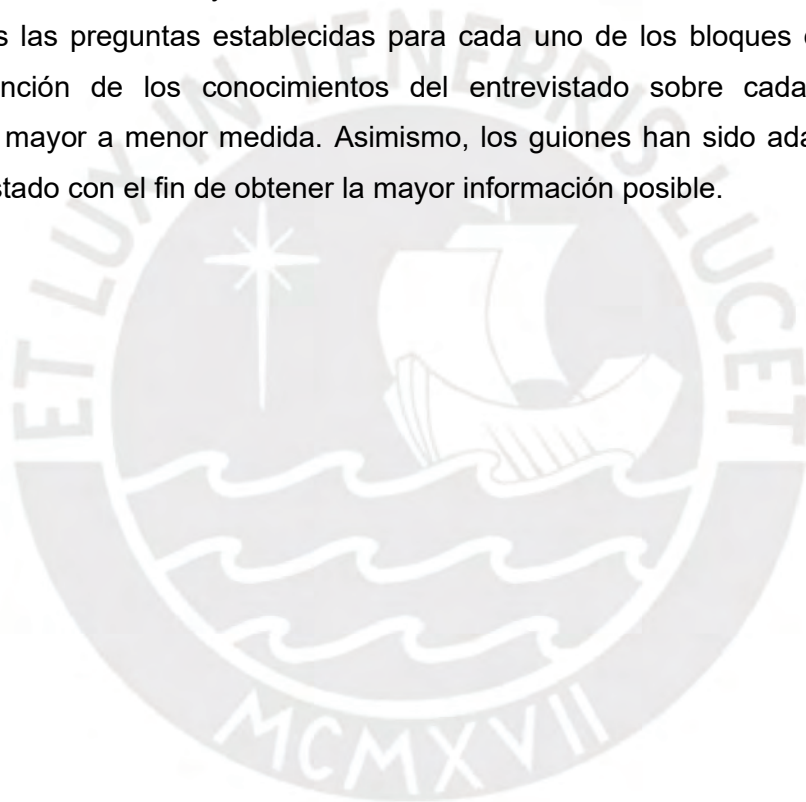 s las preguntas establecidas para cada uno de los bloques
nción de los conocimientos del entrevistado sobre cada
mayor a menor medida. Asimismo, los guiones han sido ada
stado con el fin de obtener la mayor información posible.
ET LUX IN TENEBRIS LUCET
MCMXVII